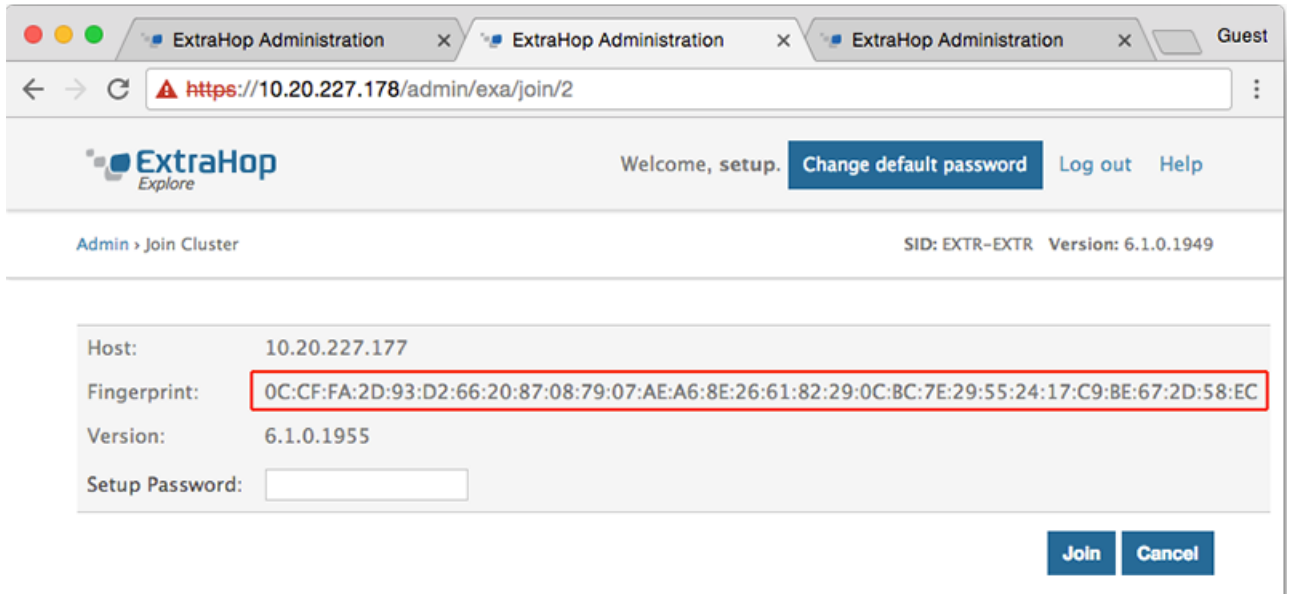 ExtraHop Administration ExtraHop Administration ExtraHop Administration Guest
https://10.20.227.178/admin/exa/join/2
ExtraHop
Explore
Welcome, setup. Change default password Log out Help
Admin › Join Cluster SID: EXTR-EXTR Version: 6.1.0.1949
Host: 10.20.227.177
Fingerprint: 0C:CF:FA:2D:93:D2:66:20:87:08:79:07:AE:A6:8E:26:61:82:29:0C:BC:7E:29:55:24:17:C9:BE:67:2D:58:EC
Version: 6.1.0.1955
Setup Password:
Join Cancel